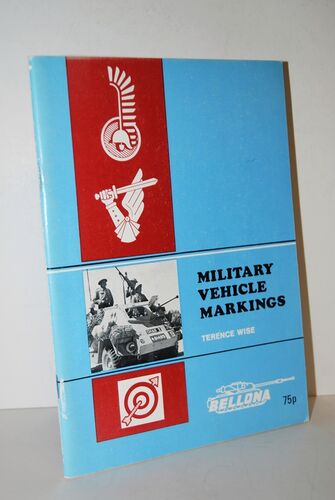 MILITARY
VEHICLE
MARKINGS
TERENCE WISE
BELLONA
75p